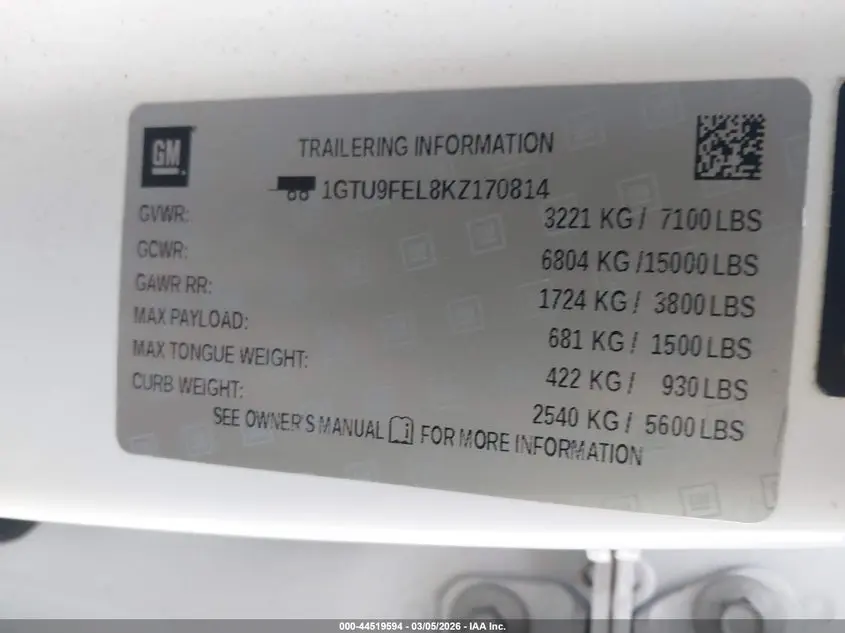 GM
TRAILERING INFORMATION
1GTU9FEL8KZ170814
GVWR: 3221 KG / 7100 LBS
GCWR: 6804 KG /15000 LBS
GAWR RR: 1724 KG / 3800 LBS
MAX PAYLOAD: 681 KG / 1500 LBS
MAX TONGUE WEIGHT: 422 KG / 930 LBS
CURB WEIGHT: 2540 KG / 5600 LBS
SEE OWNER'S MANUAL FOR MORE INFORMATION
000-44519594 — 03/05/2026 — IAA Inc.